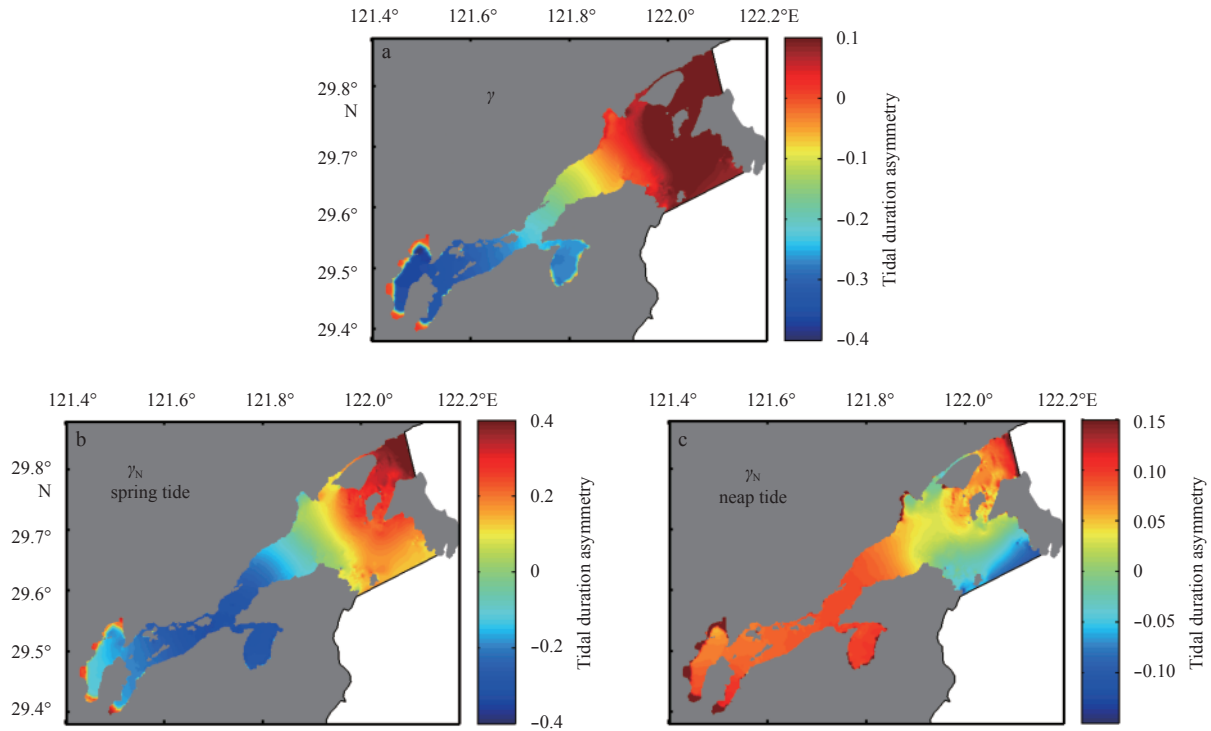 121.4° 121.6° 121.8° 122.0° 122.2°E
a
γ
29.8°
N
29.7°
29.6°
29.5°
29.4°
0.1
0
–0.1
–0.2
–0.3
–0.4
Tidal duration asymmetry
121.4° 121.6° 121.8° 122.0° 122.2°E
b
γN
spring tide
29.8°
N
29.7°
29.6°
29.5°
29.4°
0.4
0.2
0
–0.2
–0.4
Tidal duration asymmetry
121.4° 121.6° 121.8° 122.0° 122.2°E
c
γN
neap tide
0.15
0.10
0.05
0
–0.05
–0.10
Tidal duration asymmetry